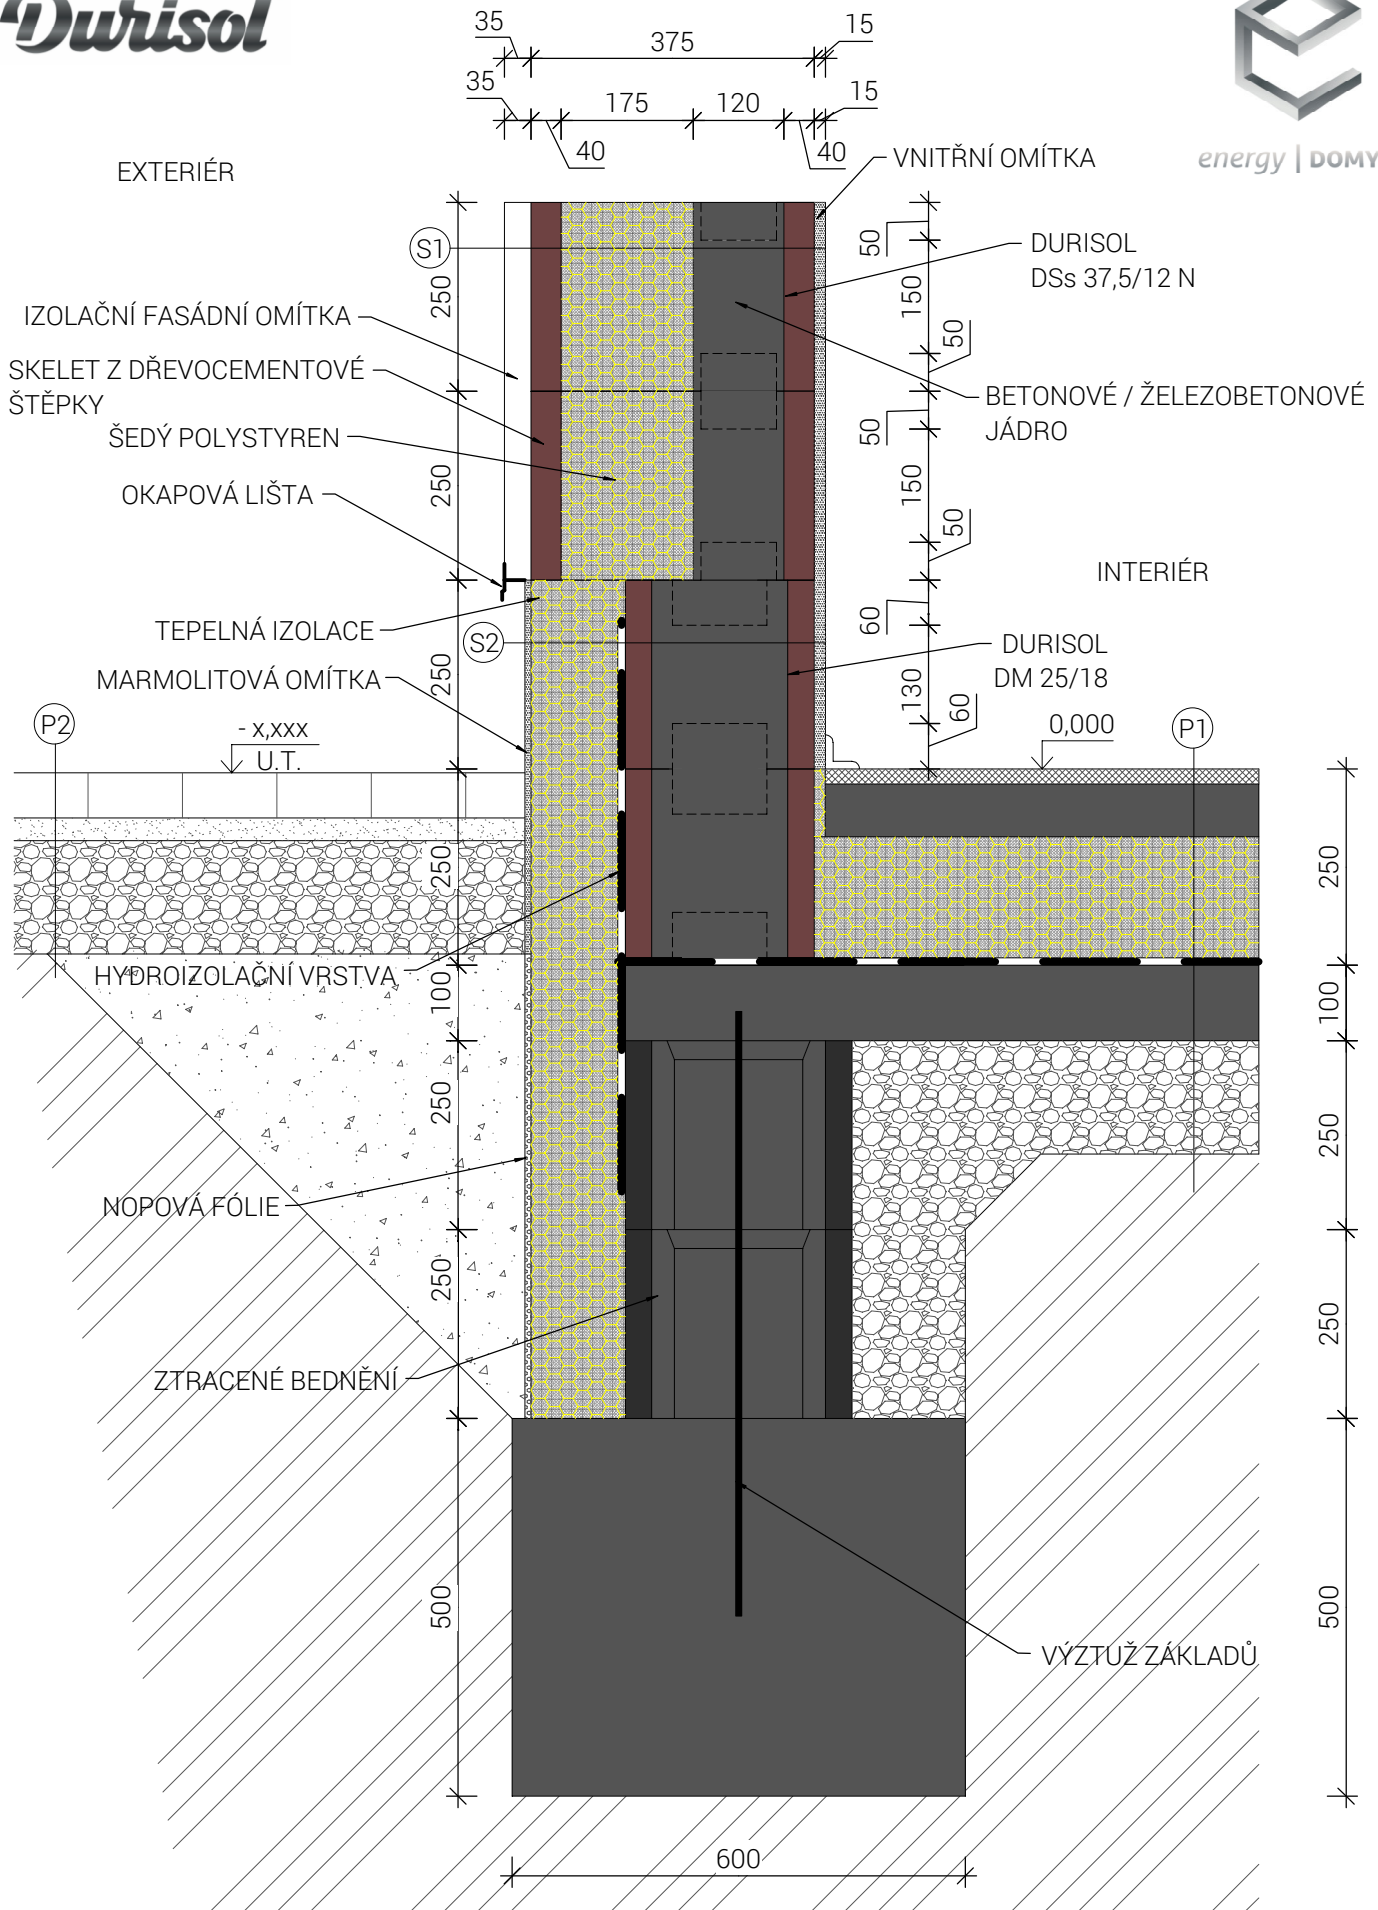 Durisol
35
375
15
35
175
120
15
40
40
energy | DOMY
EXTERIÉR
VNITŘNÍ OMÍTKA
S1
DURISOL
DSs 37,5/12 N
50
150
50
250
IZOLAČNÍ FASÁDNÍ OMÍTKA
SKELET Z DŘEVOCEMENTOVÉ
ŠTĚPKY
BETONOVÉ / ŽELEZOBETONOVÉ
JÁDRO
ŠEDÝ POLYSTYREN
50
150
50
250
OKAPOVÁ LIŠTA
INTERIÉR
TEPELNÁ IZOLACE
S2
60
130
60
DURISOL
DM 25/18
250
MARMOLITOVÁ OMÍTKA
P2
- x,xxx
U.T.
0,000
P1
250
250
HYDROIZOLAČNÍ VRSTVA
100
100
250
250
NOPOVÁ FÓLIE
250
250
ZTRACENÉ BEDNĚNÍ
500
500
VÝZTUŽ ZÁKLADŮ
600